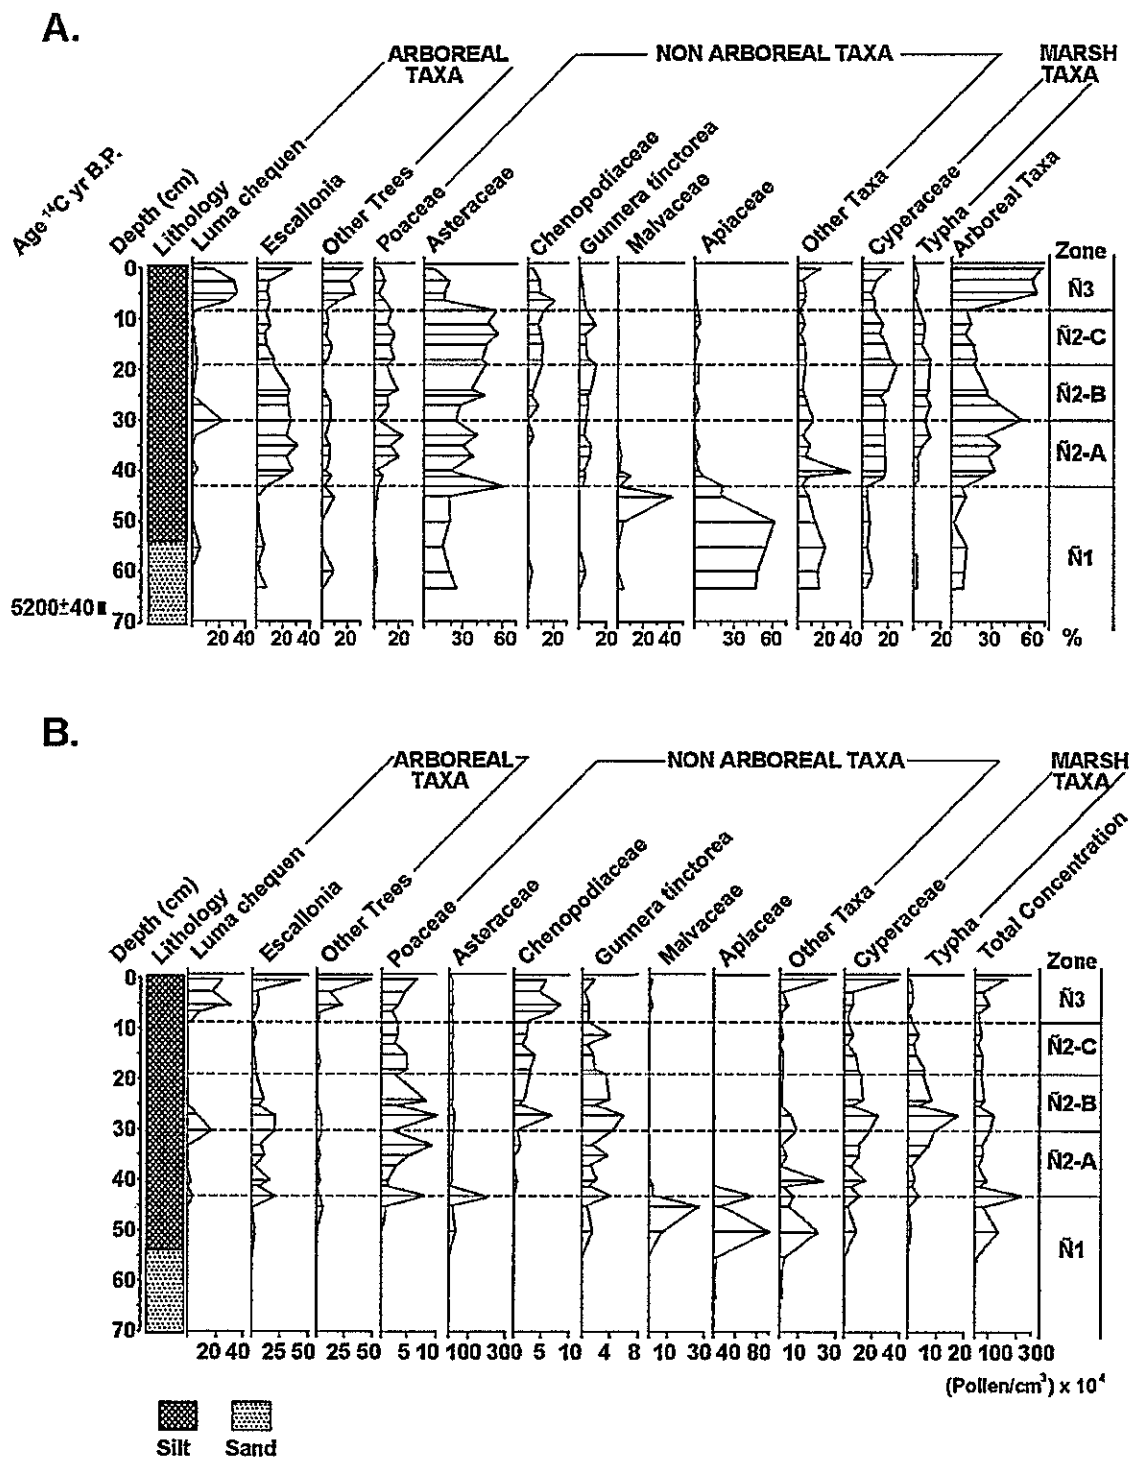 A.
ARBOREAL TAXA
NON ARBOREAL TAXA
MARSH TAXA
Age ¹⁴C yr B.P.
Depth (cm)
Lithology
Luma chequen
Escallonia
Other Trees
Poaceae
Asteraceae
Chenopodiaceae
Gunnera tinctorea
Malvaceae
Apiaceae
Other Taxa
Cyperaceae
Typha
Arboreal Taxa
Zone
0
10
20
30
40
50
60
70
5200±40
Ñ3
Ñ2-C
Ñ2-B
Ñ2-A
Ñ1
20 40 20 40 20 20 30 60 20 20 20 40 30 60 20 40 20 20 30 60 %
B.
ARBOREAL TAXA
NON ARBOREAL TAXA
MARSH TAXA
Depth (cm)
Lithology
Luma chequen
Escallonia
Other Trees
Poaceae
Asteraceae
Chenopodiaceae
Gunnera tinctorea
Malvaceae
Apiaceae
Other Taxa
Cyperaceae
Typha
Total Concentration
Zone
0
10
20
30
40
50
60
70
Ñ3
Ñ2-C
Ñ2-B
Ñ2-A
Ñ1
20 40 25 50 25 50 5 10 100 300 5 10 4 8 10 30 40 80 10 30 20 40 10 20 100 300
(Pollen/cm³) x 10⁴
Silt Sand